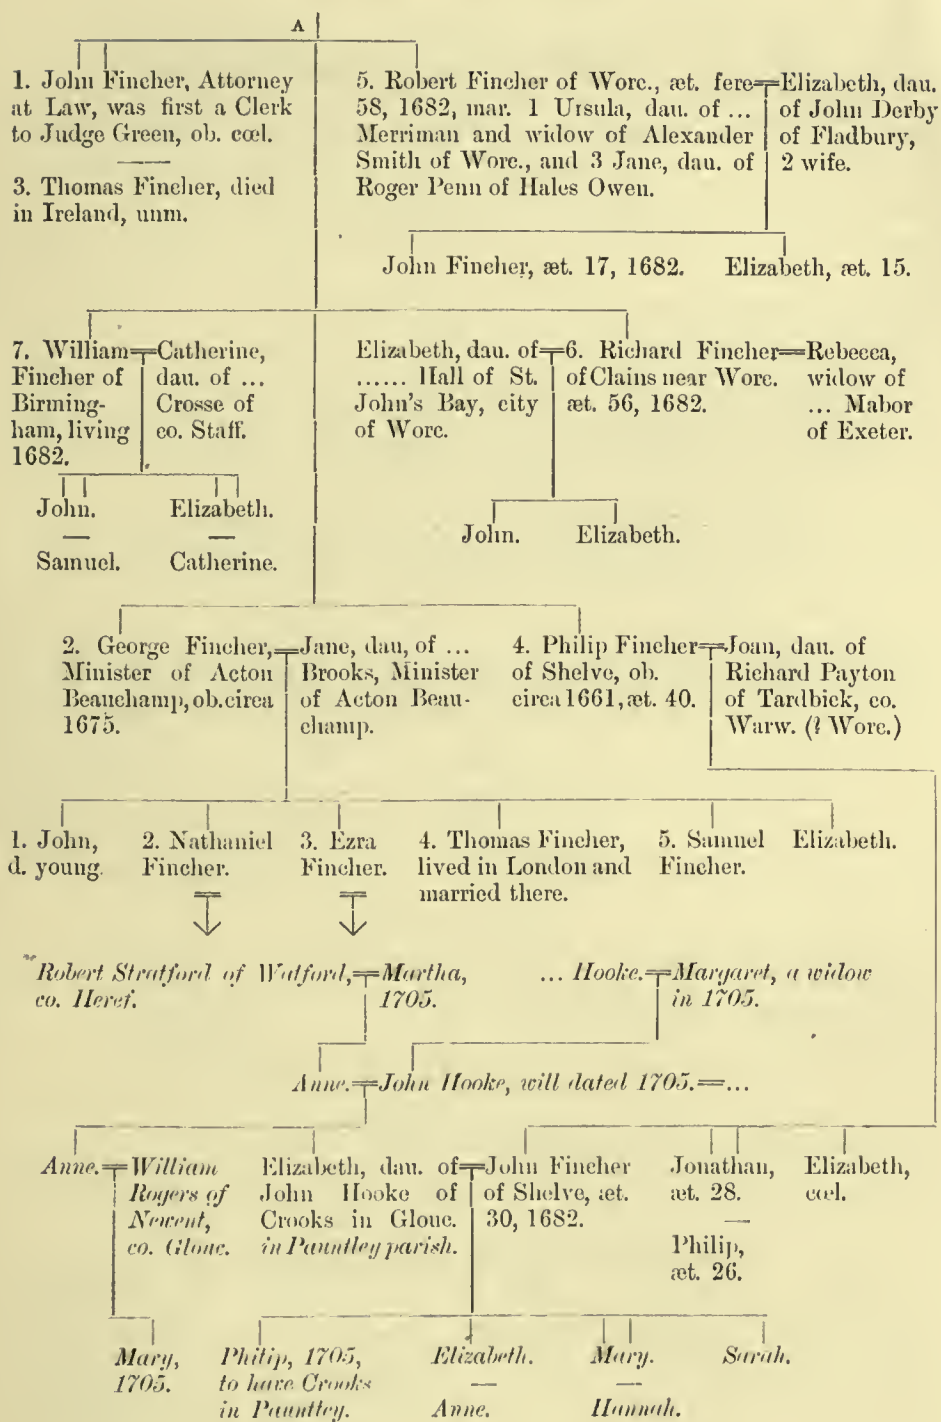 A
1. John Fincher, Attorney
at Law, was first a Clerk
to Judge Green, ob. cœl.
3. Thomas Fincher, died
in Ireland, unm.
5. Robert Fincher of Worc., æt. fere
58, 1682, mar. 1 Ursula, dau. of ...
Merriman and widow of Alexander
Smith of Worc., and 3 Jane, dau. of
Roger Penn of Hales Owen.
Elizabeth, dau.
of John Derby
of Fladbury,
2 wife.
John Fincher, æt. 17, 1682.
Elizabeth, æt. 15.
7. William
Fincher of
Birming-
ham, living
1682.
Catherine,
dau. of ...
Crosse of
co. Staff.
Elizabeth, dau. of
...... Hall of St.
John's Bay, city
of Worc.
6. Richard Fincher
of Clains near Worc.
æt. 56, 1682.
Rebecca,
widow of
... Mabor
of Exeter.
John.
Samuel.
Elizabeth.
Catherine.
John.
Elizabeth.
2. George Fincher,
Minister of Acton
Beauchamp, ob. circa
1675.
Jane, dau, of ...
Brooks, Minister
of Acton Beau-
champ.
4. Philip Fincher
of Shelve, ob.
circa 1661, æt. 40.
Joan, dau. of
Richard Payton
of Tardbick, co.
Warw. (? Worc.)
1. John,
d. young.
2. Nathaniel
Fincher.
3. Ezra
Fincher.
4. Thomas Fincher,
lived in London and
married there.
5. Samuel
Fincher.
Elizabeth.
Robert Stratford of Watford,
co. Heref.
Martha,
1705.
... Hooke.
Margaret, a widow
in 1705.
Anne.
John Hooke, will dated 1705.
...
Anne.
William
Rogers of
Newent,
co. Glouc.
Elizabeth, dau. of
John Hooke of
Crooks in Glouc.
in Pauntley parish.
John Fincher
of Shelve, æt.
30, 1682.
Jonathan,
æt. 28.
Philip,
æt. 26.
Elizabeth,
cœl.
Mary,
1705.
Philip, 1705,
to have Crooks
in Pauntley.
Elizabeth.
Anne.
Mary.
Hannah.
Sarah.